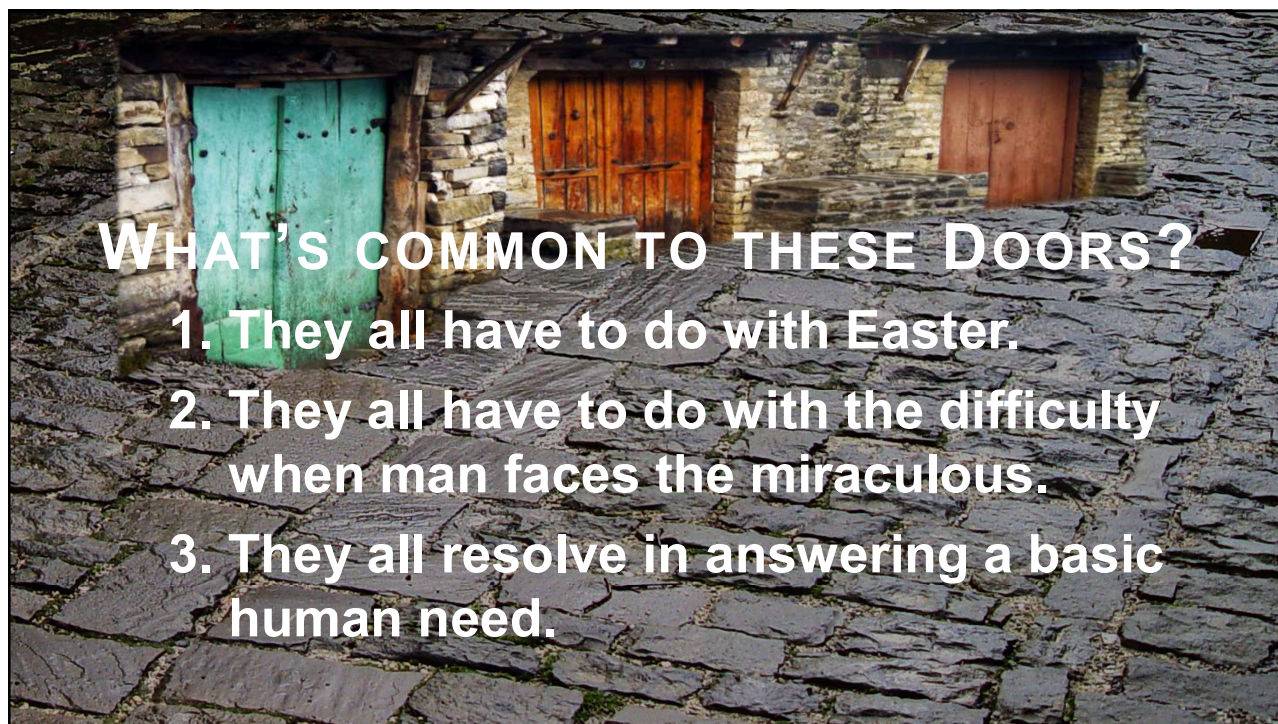 What's common to these Doors?
1. They all have to do with Easter.
2. They all have to do with the difficulty
when man faces the miraculous.
3. They all resolve in answering a basic
human need.